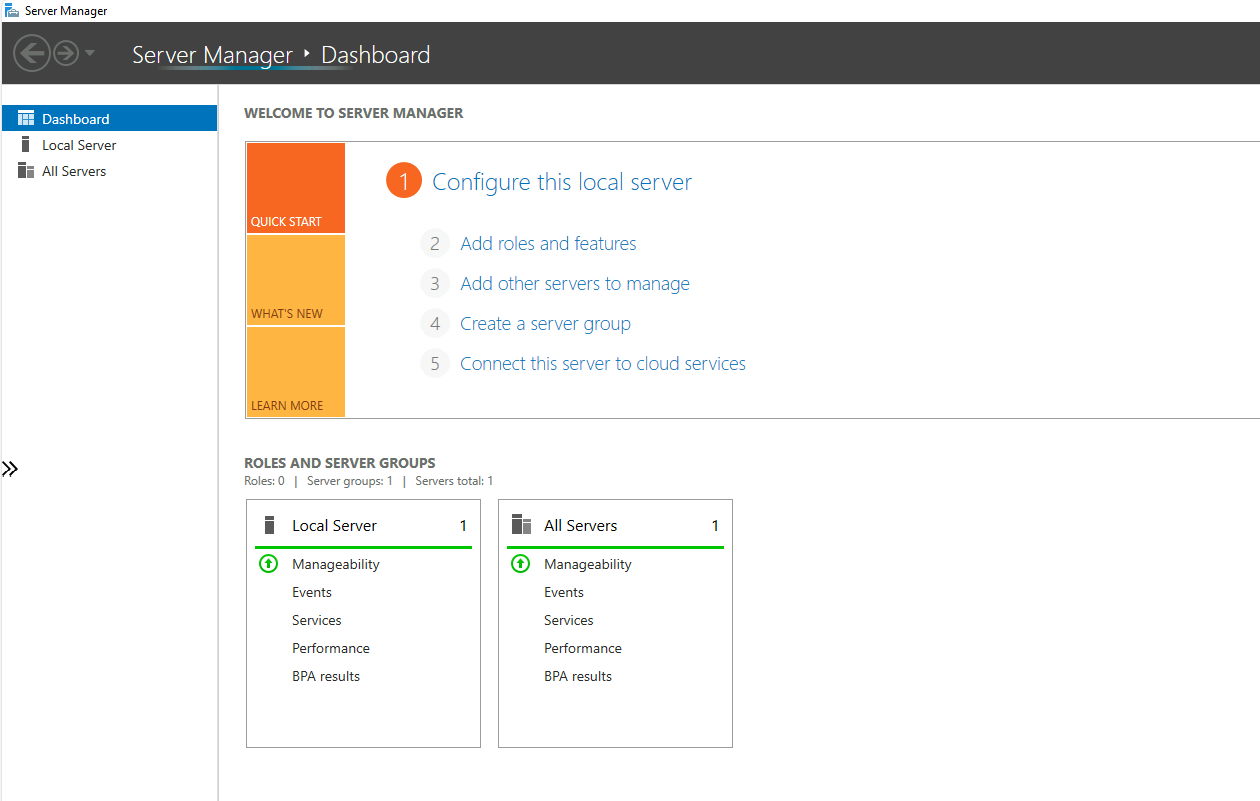 Server Manager
Server Manager ‣ Dashboard
Dashboard
Local Server
All Servers
WELCOME TO SERVER MANAGER
QUICK START
WHAT'S NEW
LEARN MORE
1 Configure this local server
2 Add roles and features
3 Add other servers to manage
4 Create a server group
5 Connect this server to cloud services
ROLES AND SERVER GROUPS
Roles: 0 | Server groups: 1 | Servers total: 1
Local Server 1
Manageability
Events
Services
Performance
BPA results
All Servers 1
Manageability
Events
Services
Performance
BPA results